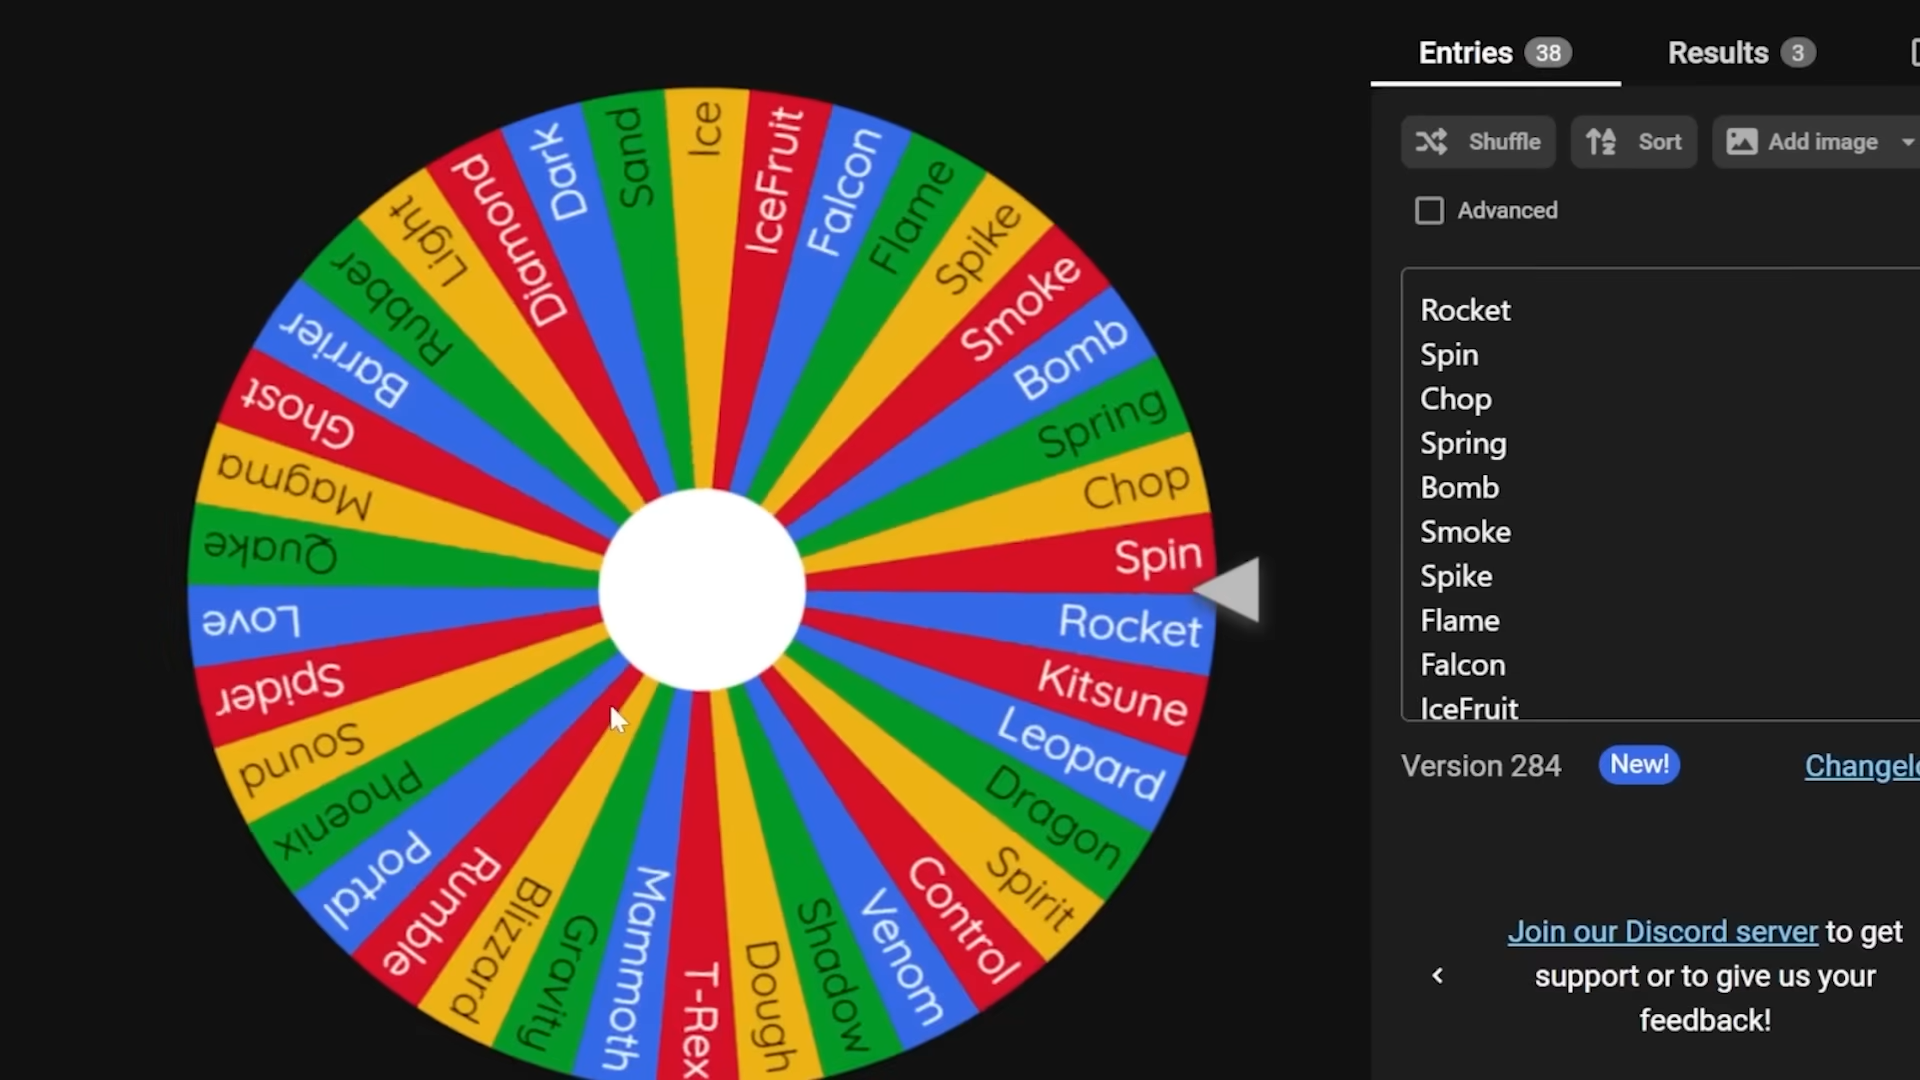 Entries 38
Results 3
Shuffle
Sort
Add image
Advanced
Rocket
Spin
Chop
Spring
Bomb
Smoke
Spike
Flame
Falcon
IceFruit
Version 284
New!
Changelo
Join our Discord server to get
support or to give us your
feedback!
Ice
IceFruit
Falcon
Flame
Spike
Smoke
Bomb
Spring
Chop
Spin
Rocket
Kitsune
Leopard
Dragon
Spirit
Control
Venom
Shadow
Dough
T-Rex
Mammoth
Gravity
Blizzard
Rumble
Portal
Phoenix
Sound
Spider
Love
Quake
Magma
Ghost
Barrier
Rubber
Light
Diamond
Dark
Sand